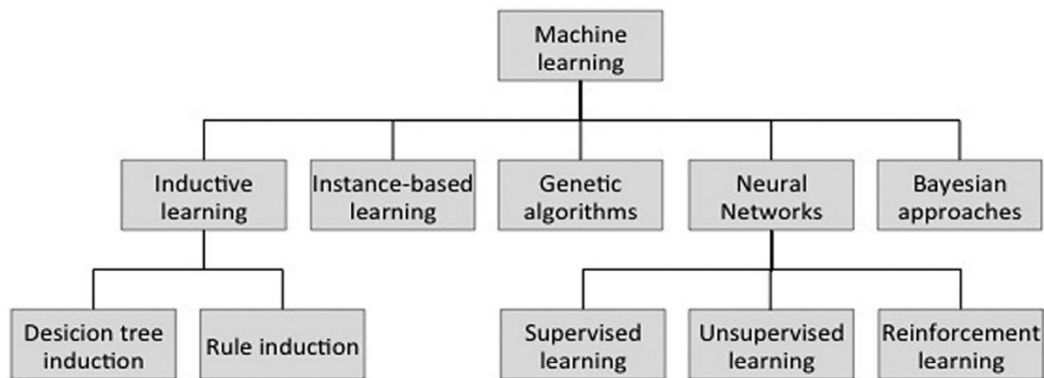 Machine
learning
Inductive
learning
Instance-based
learning
Genetic
algorithms
Neural
Networks
Bayesian
approaches
Desicion tree
induction
Rule induction
Supervised
learning
Unsupervised
learning
Reinforcement
learning